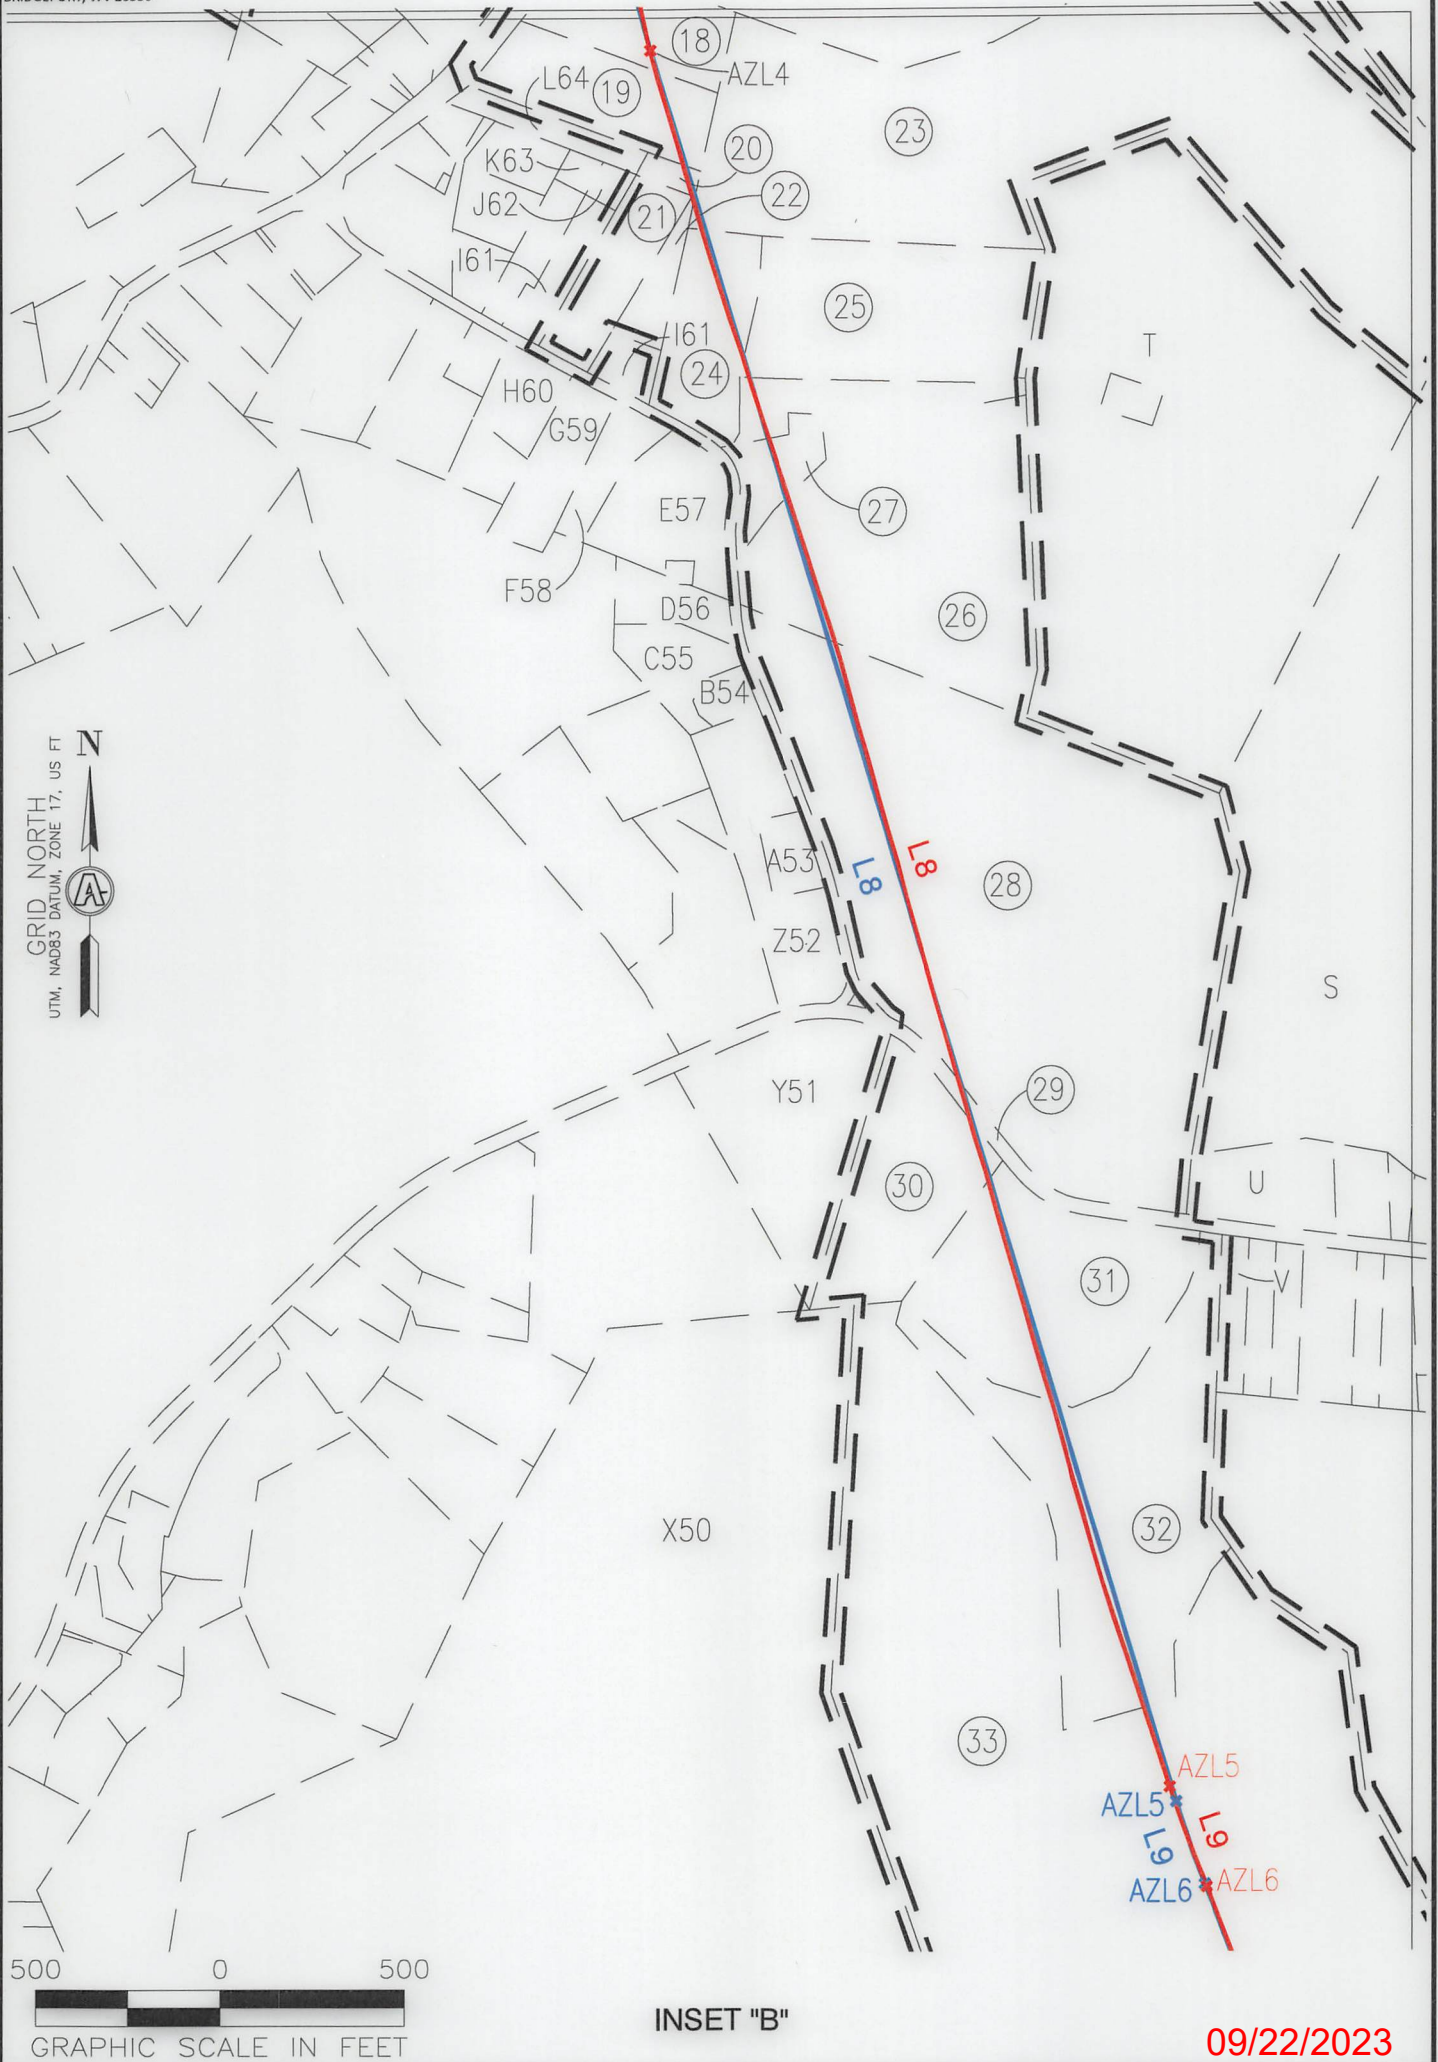 18
AZL4
L64
19
23
20
K63
22
J62
21
I61
25
I61
T
24
H60
G59
E57
27
F58
D56
26
C55
B54
N
GRID NORTH
UTM, NAD83 DATUM, ZONE 17, US FT
A
A53
L8
L8
28
Z52
S
Y51
29
30
U
31
V
X50
32
33
AZL5
AZL5
L9
L9
AZL6
AZL6
500 0 500
GRAPHIC SCALE IN FEET
INSET "B"
09/22/2023